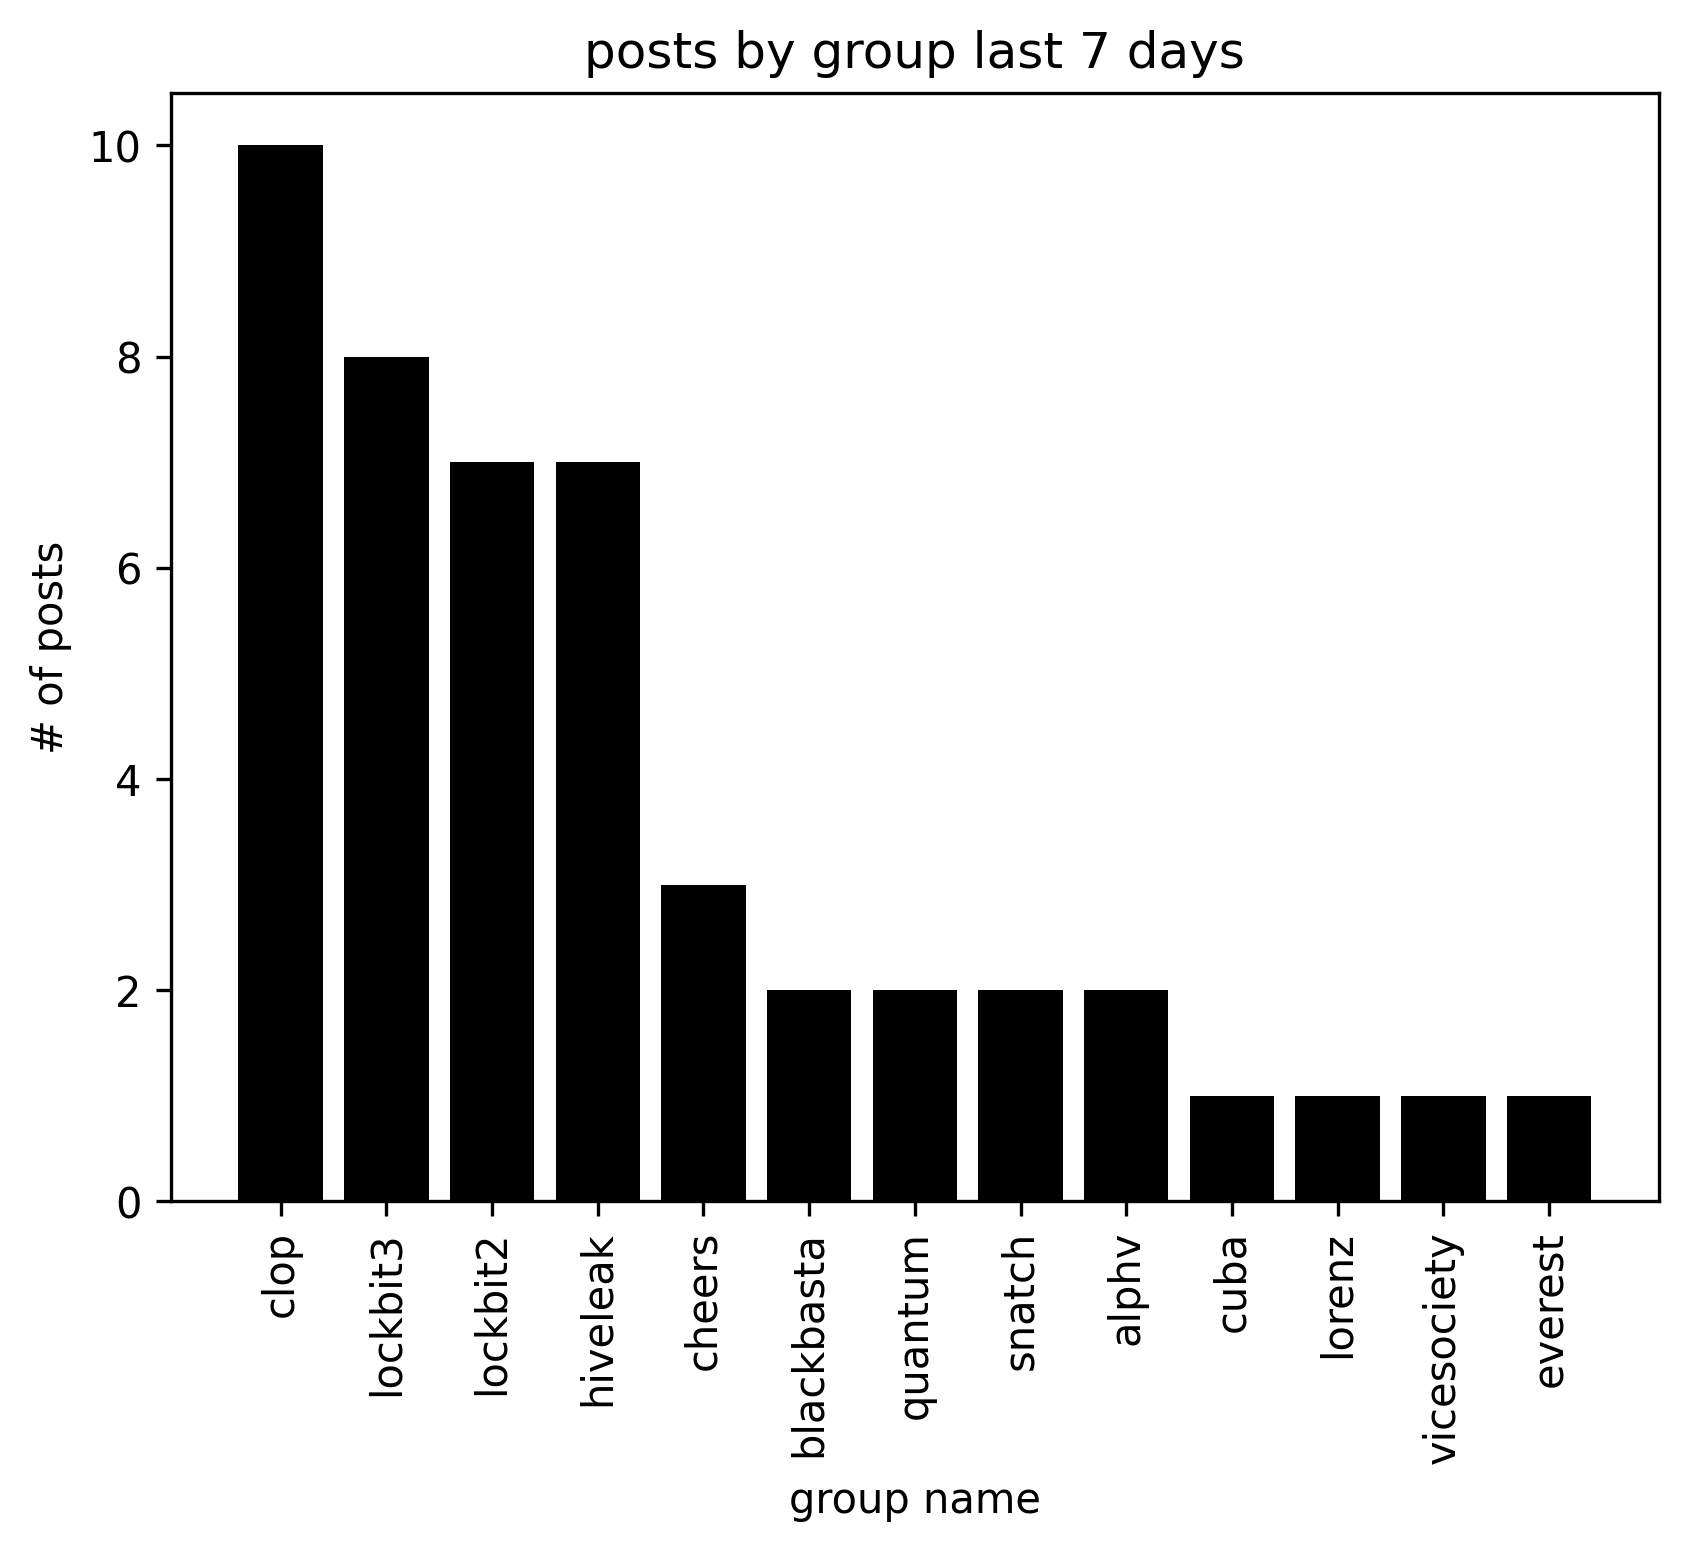 posts by group last 7 days
# of posts
10
8
6
4
2
0
clop
lockbit3
lockbit2
hiveleak
cheers
blackbasta
quantum
snatch
alphv
cuba
lorenz
vicesociety
everest
group name